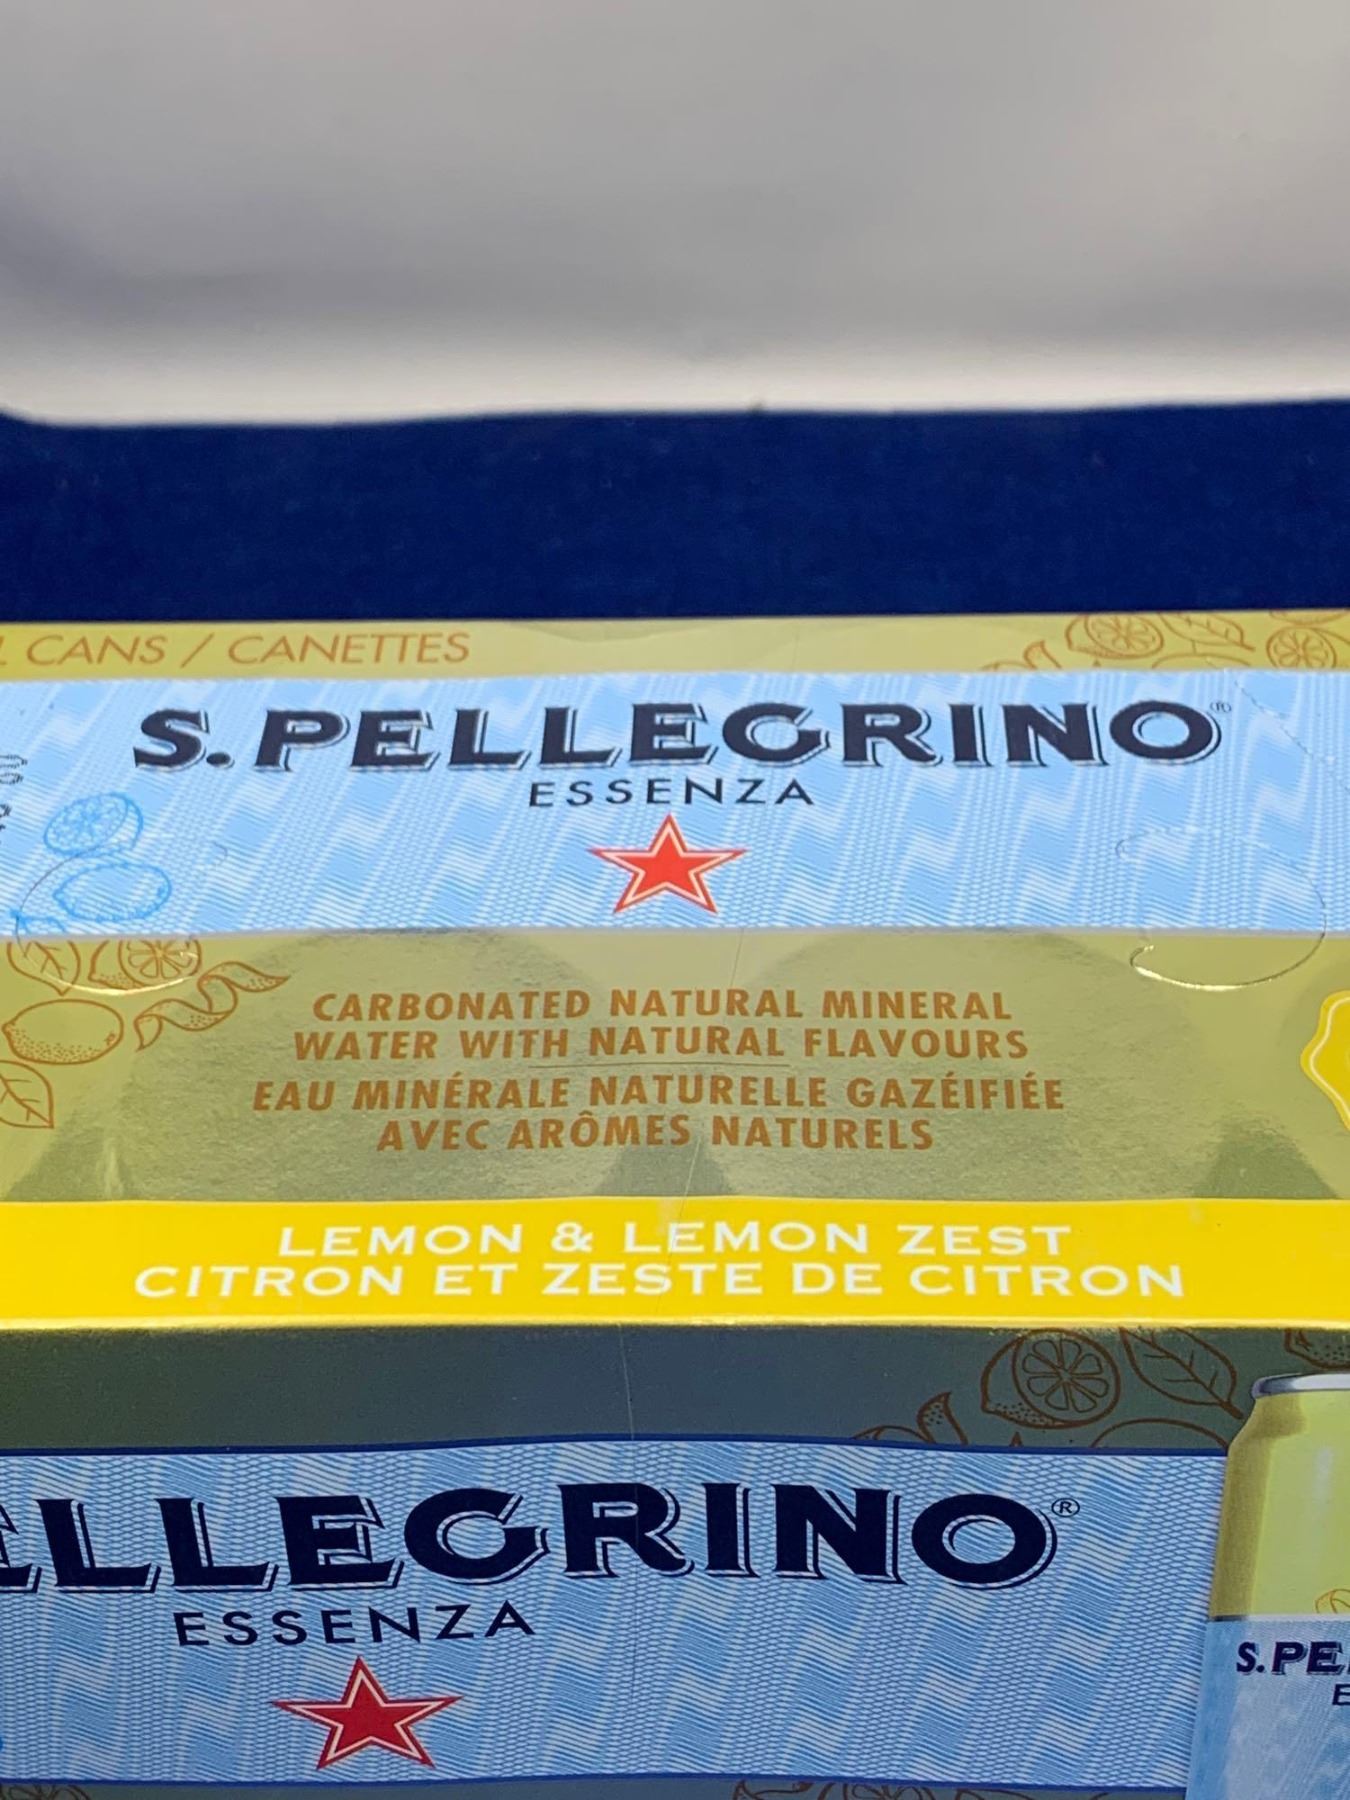 CANS / CANETTES
S.PELLEGRINO®
ESSENZA
CARBONATED NATURAL MINERAL
WATER WITH NATURAL FLAVOURS
EAU MINÉRALE NATURELLE GAZÉIFIÉE
AVEC ARÔMES NATURELS
LEMON & LEMON ZEST
CITRON ET ZESTE DE CITRON
ELLEGRINO®
ESSENZA
S.PE
E